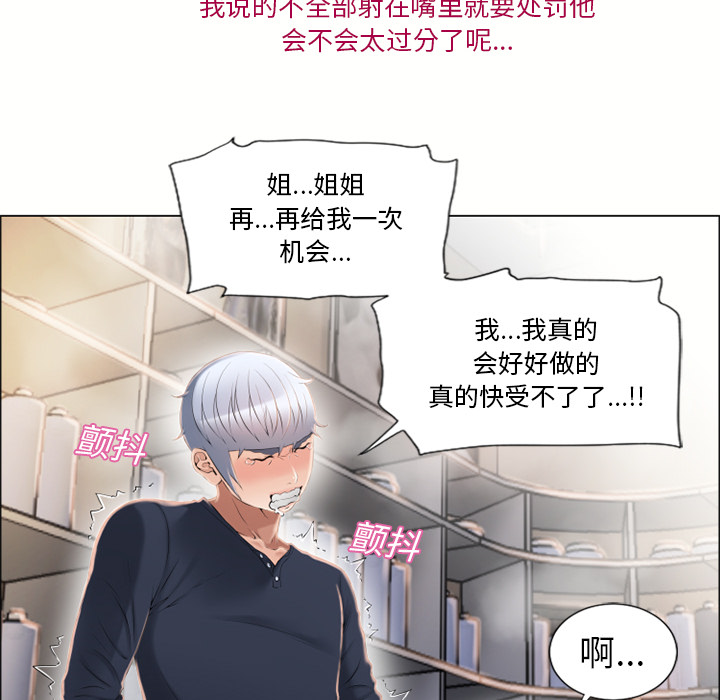 我说的不全部射在嘴里就要处罚他
会不会太过分了呢...
姐...姐姐
再...再给我一次
机会...
我...我真的
会好好做的
真的快受不了了...!!
颤抖
颤抖
啊...